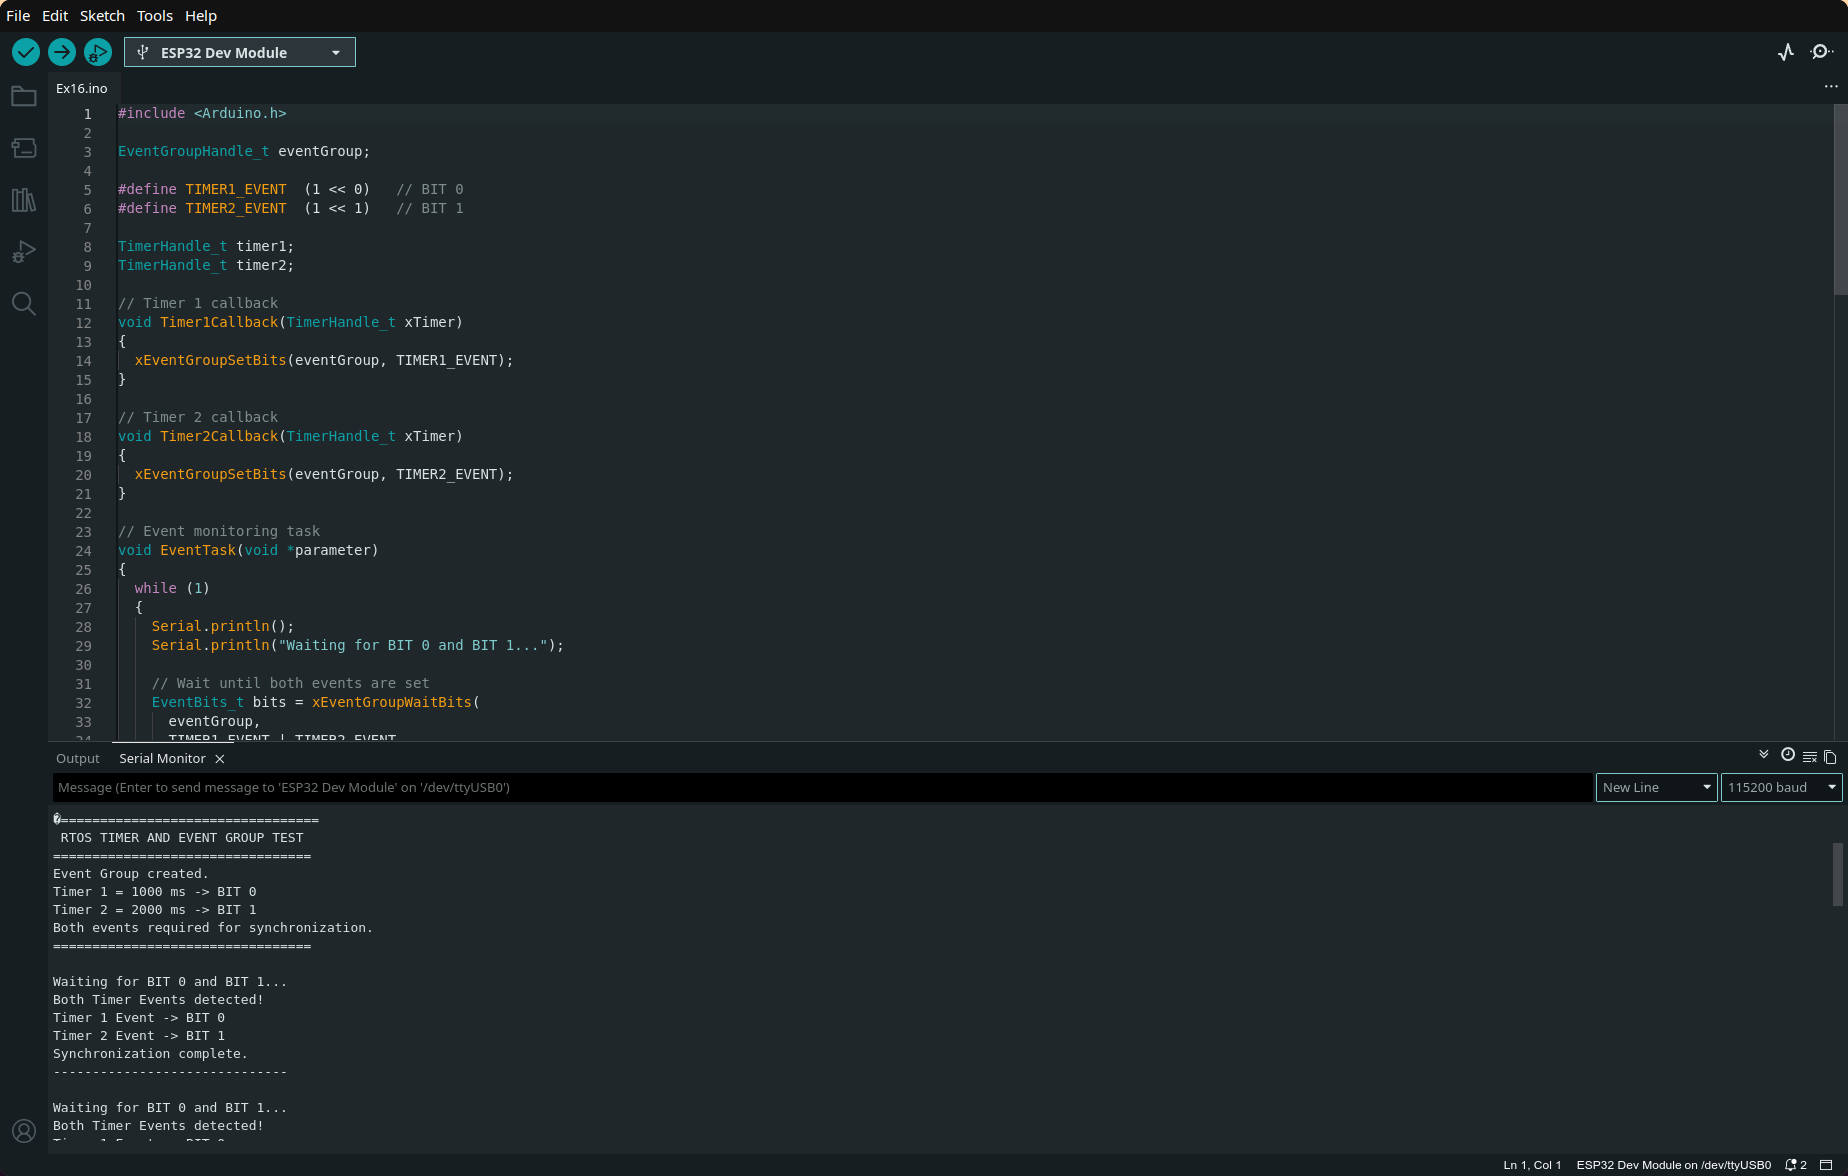 File Edit Sketch Tools Help
ESP32 Dev Module
Ex16.ino
1 #include <Arduino.h>
2
3 EventGroupHandle_t eventGroup;
4
5 #define TIMER1_EVENT  (1 << 0)   // BIT 0
6 #define TIMER2_EVENT  (1 << 1)   // BIT 1
7
8 TimerHandle_t timer1;
9 TimerHandle_t timer2;
10
11 // Timer 1 callback
12 void Timer1Callback(TimerHandle_t xTimer)
13 {
14   xEventGroupSetBits(eventGroup, TIMER1_EVENT);
15 }
16
17 // Timer 2 callback
18 void Timer2Callback(TimerHandle_t xTimer)
19 {
20   xEventGroupSetBits(eventGroup, TIMER2_EVENT);
21 }
22
23 // Event monitoring task
24 void EventTask(void *parameter)
25 {
26   while (1)
27   {
28     Serial.println();
29     Serial.println("Waiting for BIT 0 and BIT 1...");
30
31     // Wait until both events are set
32     EventBits_t bits = xEventGroupWaitBits(
33       eventGroup,
34       TIMER1_EVENT | TIMER2_EVENT
Output Serial Monitor
Message (Enter to send message to 'ESP32 Dev Module' on '/dev/ttyUSB0') New Line 115200 baud
�=================================
 RTOS TIMER AND EVENT GROUP TEST
=================================
Event Group created.
Timer 1 = 1000 ms -> BIT 0
Timer 2 = 2000 ms -> BIT 1
Both events required for synchronization.
=================================
Waiting for BIT 0 and BIT 1...
Both Timer Events detected!
Timer 1 Event -> BIT 0
Timer 2 Event -> BIT 1
Synchronization complete.
------------------------------
Waiting for BIT 0 and BIT 1...
Both Timer Events detected!
Timer 1 Event -> BIT 0
Ln 1, Col 1 ESP32 Dev Module on /dev/ttyUSB0 2